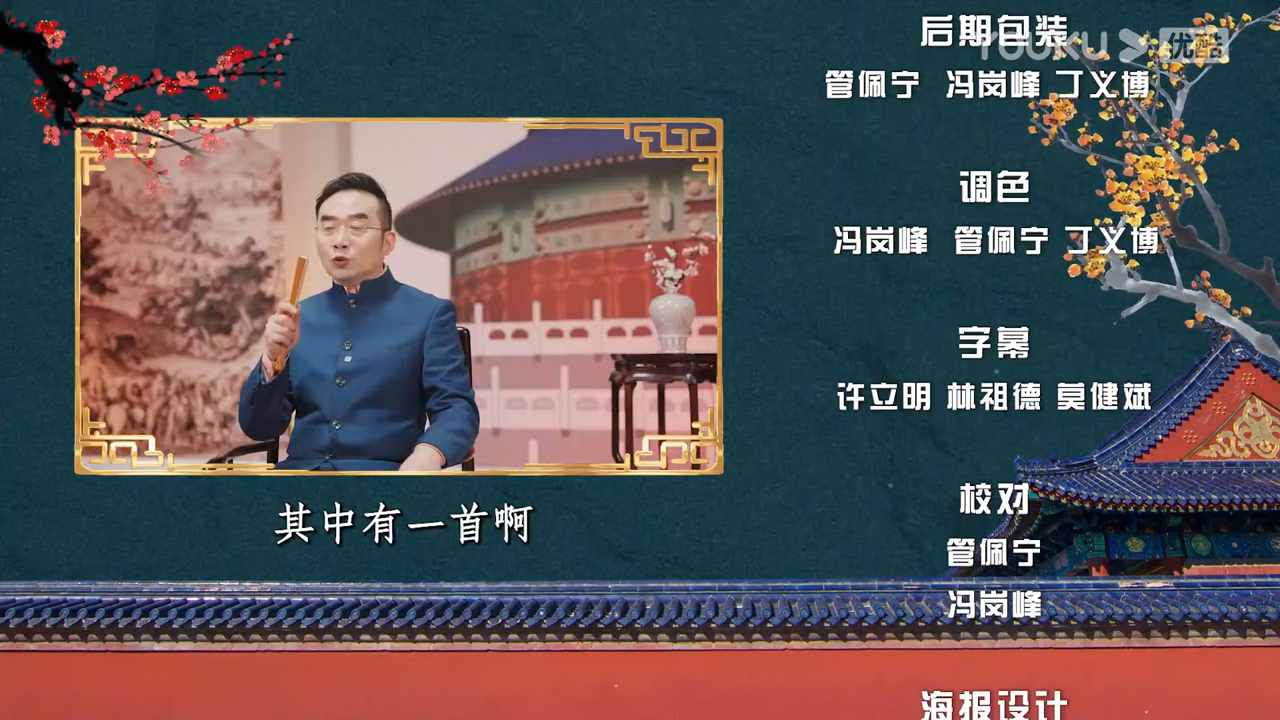 后期包装
YOUKU 优酷
管佩宁 冯岗峰 丁义博
调色
冯岗峰 管佩宁 丁义博
字幕
许立明 林祖德 莫健斌
校对
管佩宁
冯岗峰
其中有一首啊
海报设计